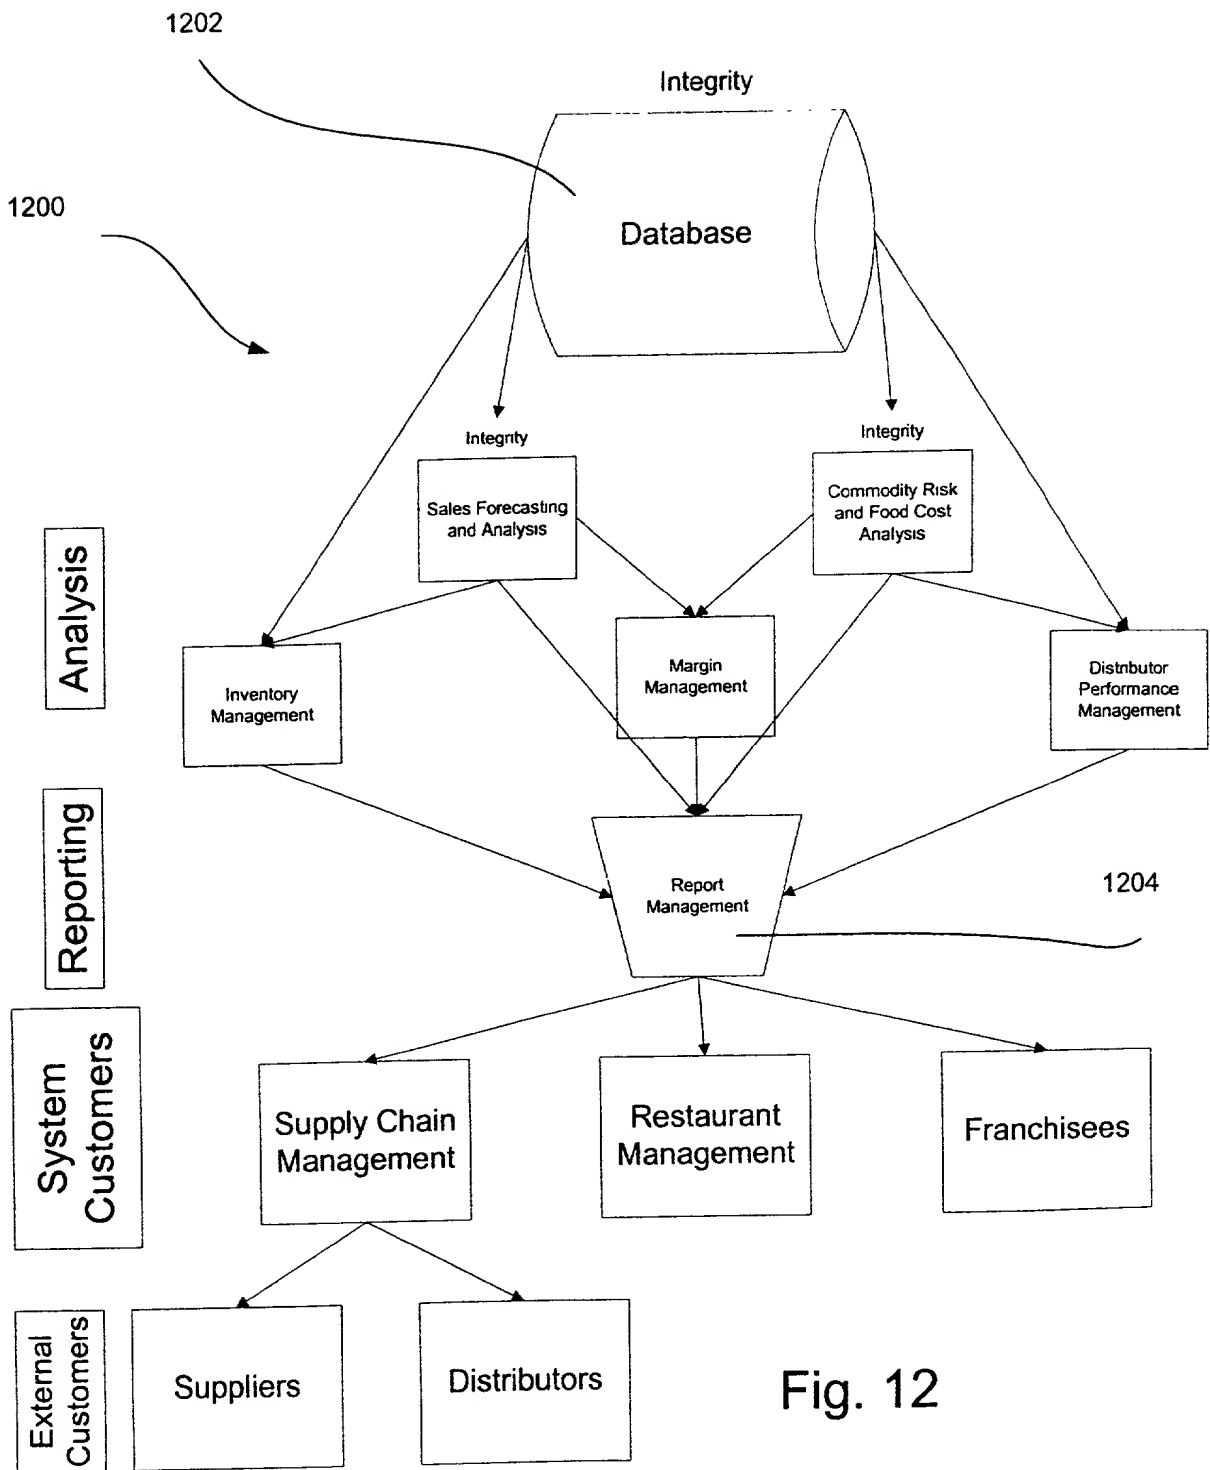 1202
Integrity
1200
Database
Integrity
Integrity
Sales Forecasting
and Analysis
Commodity Risk
and Food Cost
Analysis
Analysis
Inventory
Management
Margin
Management
Distributor
Performance
Management
Reporting
Report
Management
1204
System
Customers
Supply Chain
Management
Restaurant
Management
Franchisees
External
Customers
Suppliers
Distributors
Fig. 12